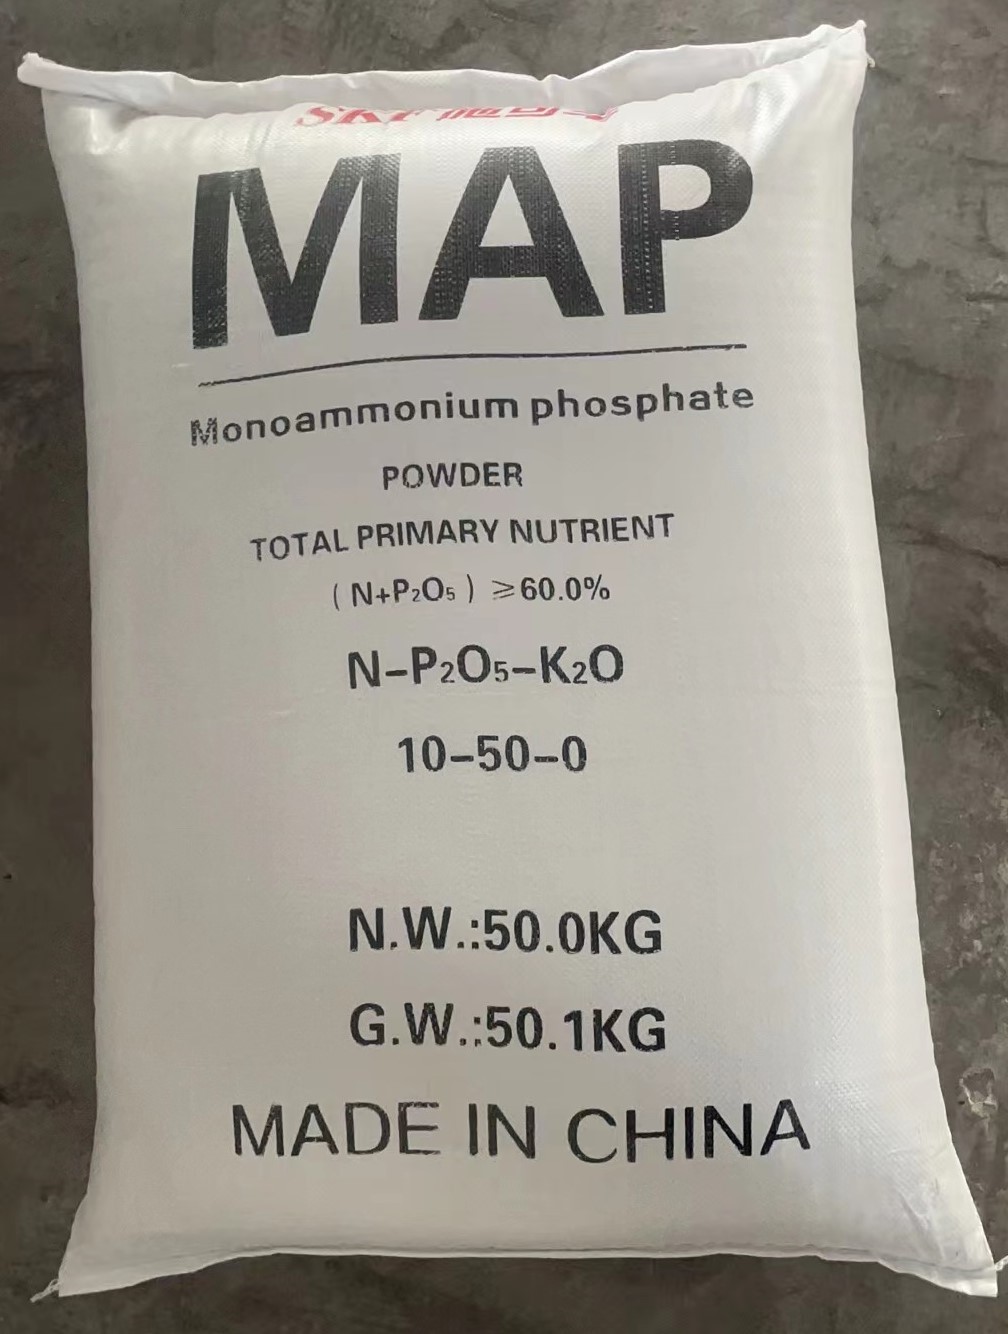 SKF
MAP
Monoammonium phosphate
POWDER
TOTAL PRIMARY NUTRIENT
(N+P₂O₅) ≥60.0%
N-P₂O₅-K₂O
10-50-0
N.W.:50.0KG
G.W.:50.1KG
MADE IN CHINA